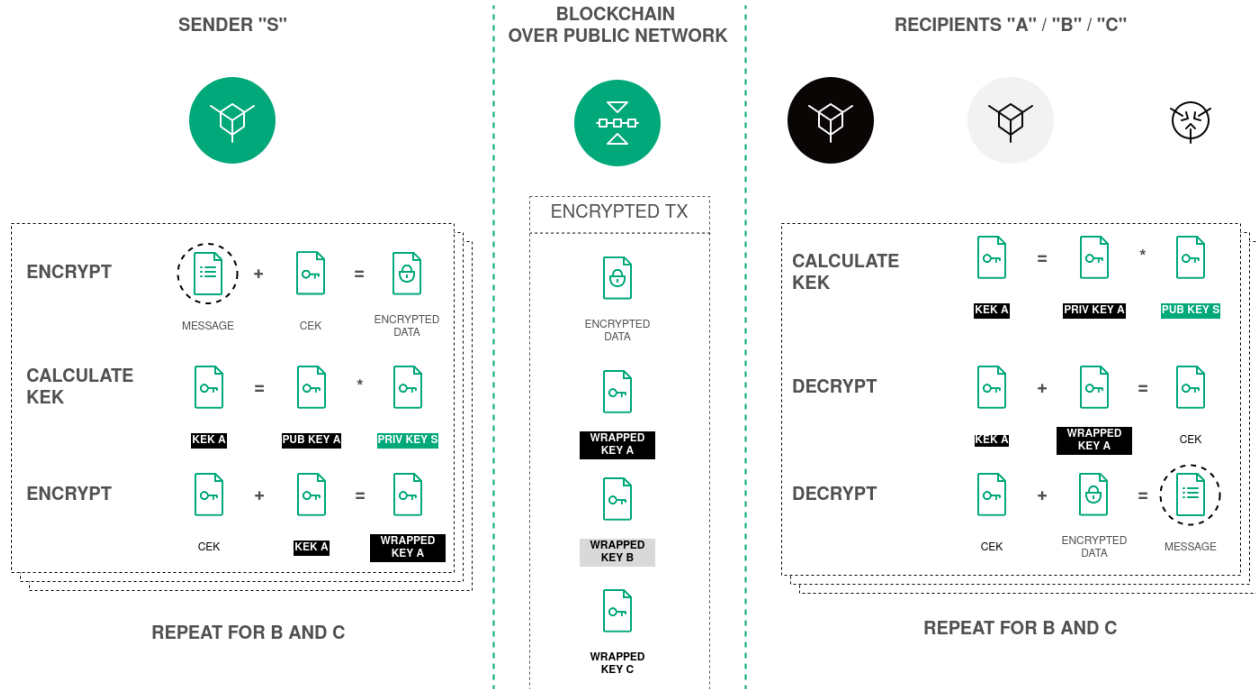 SENDER "S"
BLOCKCHAIN
OVER PUBLIC NETWORK
RECIPIENTS "A" / "B" / "C"
ENCRYPT
+
=
MESSAGE
CEK
ENCRYPTED
DATA
CALCULATE
KEK
=
*
KEK A
PUB KEY A
PRIV KEY S
ENCRYPT
+
=
CEK
KEK A
WRAPPED
KEY A
REPEAT FOR B AND C
ENCRYPTED TX
ENCRYPTED
DATA
WRAPPED
KEY A
WRAPPED
KEY B
WRAPPED
KEY C
CALCULATE
KEK
=
*
KEK A
PRIV KEY A
PUB KEY S
DECRYPT
+
=
KEK A
WRAPPED
KEY A
CEK
DECRYPT
+
=
CEK
ENCRYPTED
DATA
MESSAGE
REPEAT FOR B AND C